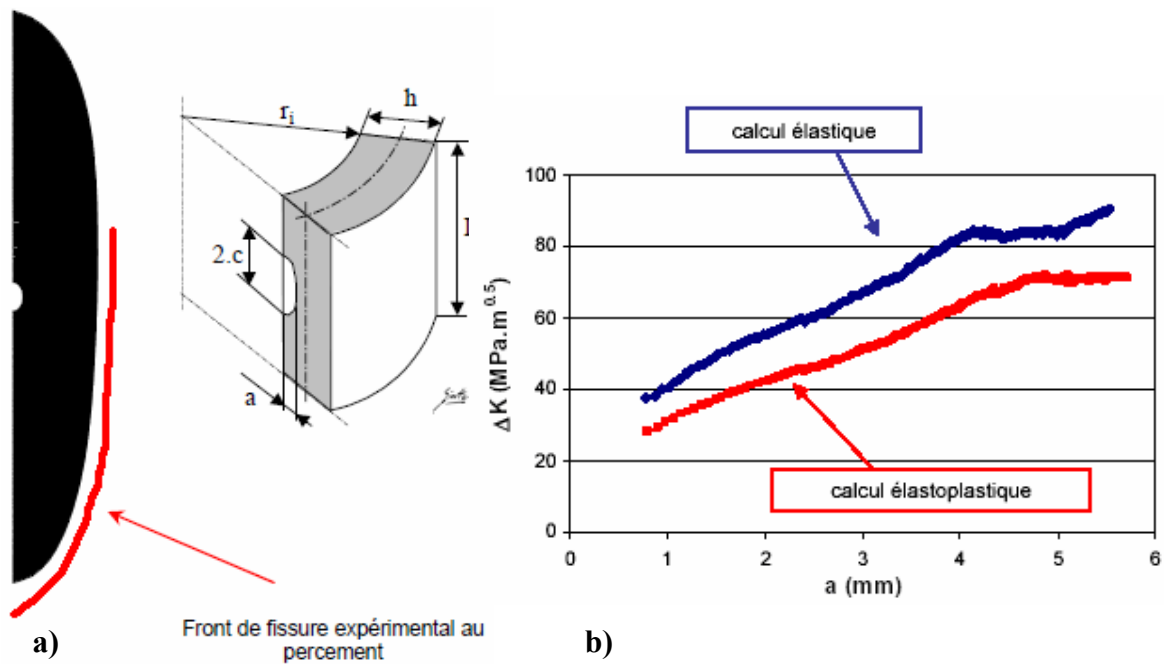 h
r_i
2.c
a
Front de fissure expérimental au
percement
a)
calcul élastique
100
80
60
40
20
0
ΔK (MPa.m^0.5)
calcul élastoplastique
0 1 2 3 4 5 6
a (mm)
b)